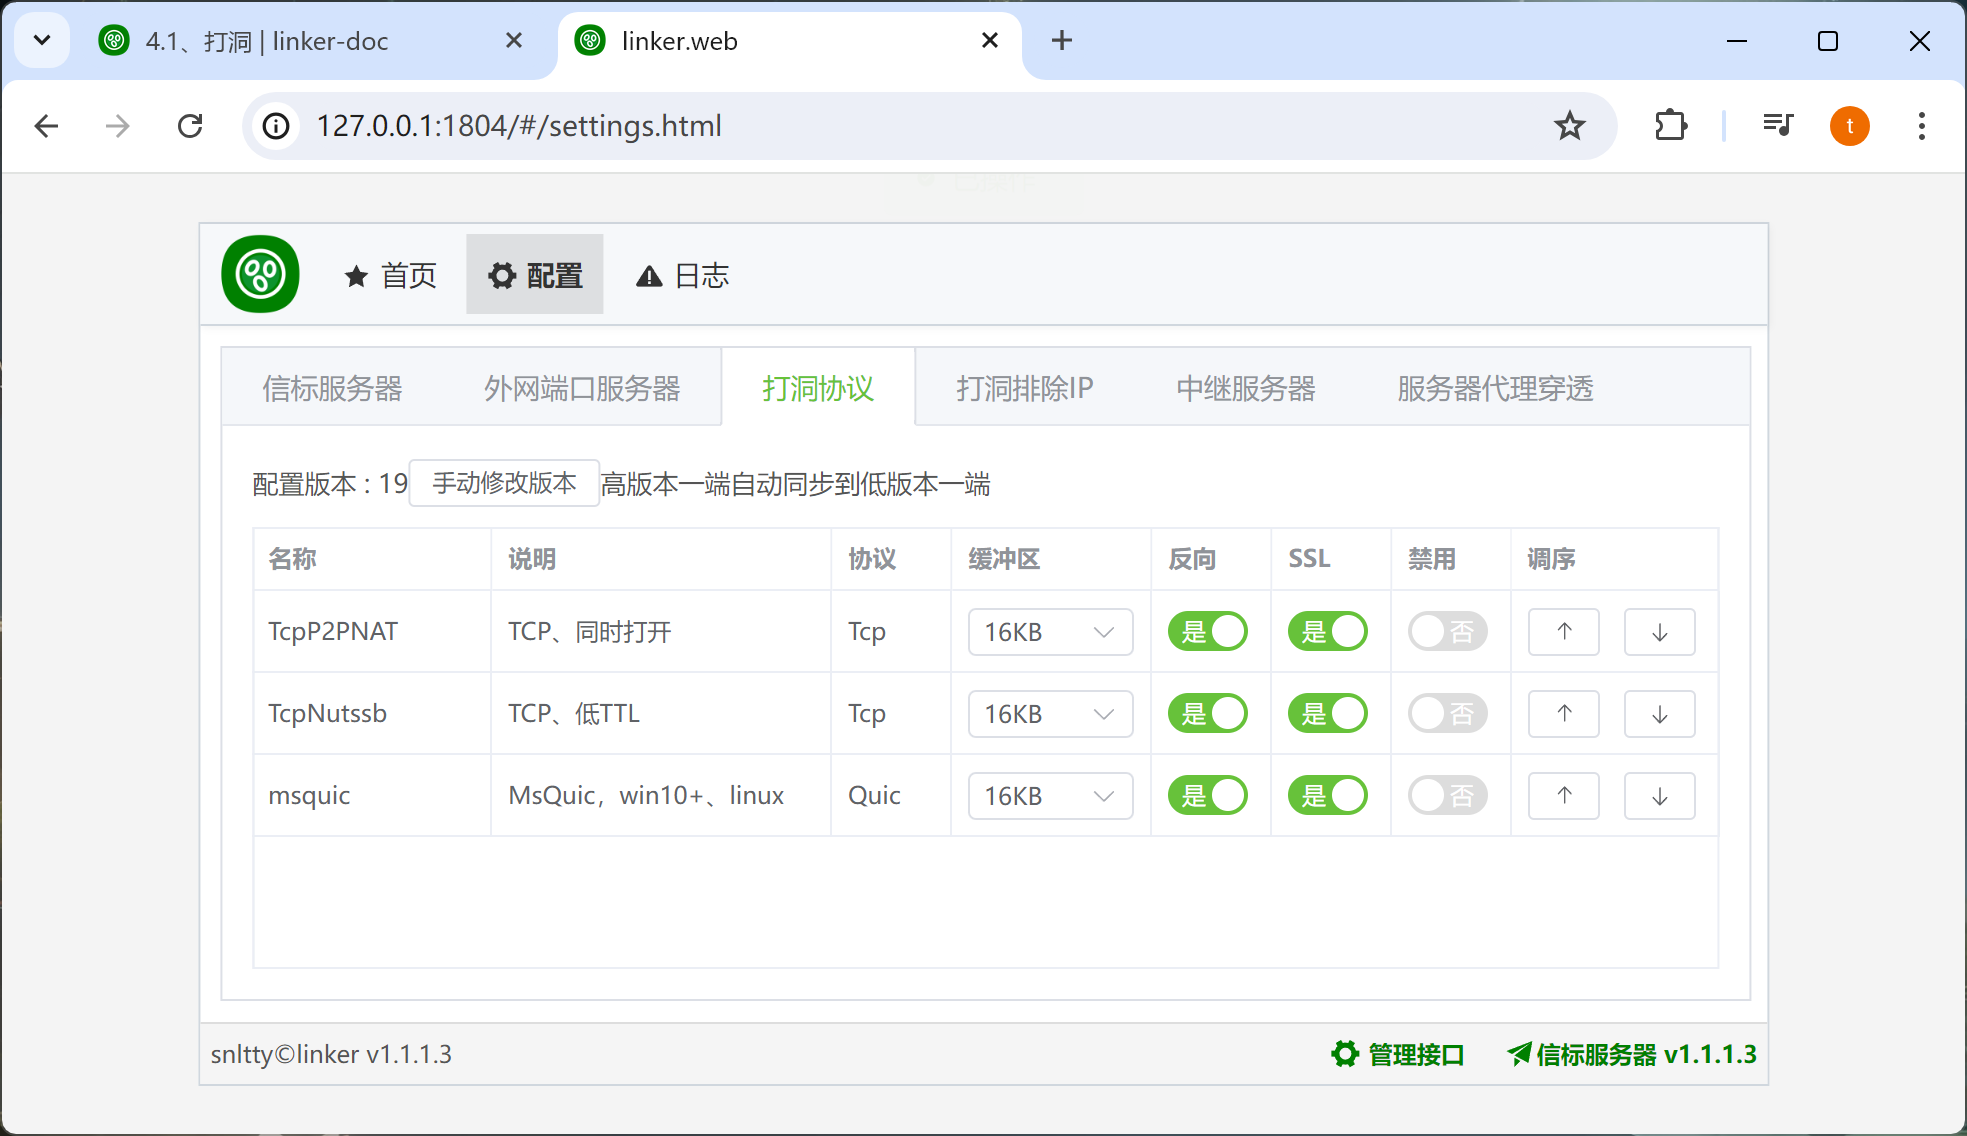 4.1、打洞 | linker-doc
linker.web
127.0.0.1:1804/#/settings.html
t
首页 配置 日志
信标服务器 外网端口服务器 打洞协议 打洞排除IP 中继服务器 服务器代理穿透
配置版本 : 19 手动修改版本 高版本一端自动同步到低版本一端
名称 说明 协议 缓冲区 反向 SSL 禁用 调序
TcpP2PNAT TCP、同时打开 Tcp 16KB 是 是 否 ↑ ↓
TcpNutssb TCP、低TTL Tcp 16KB 是 是 否 ↑ ↓
msquic MsQuic，win10+、linux Quic 16KB 是 是 否 ↑ ↓
snltty©linker v1.1.1.3 管理接口 信标服务器 v1.1.1.3